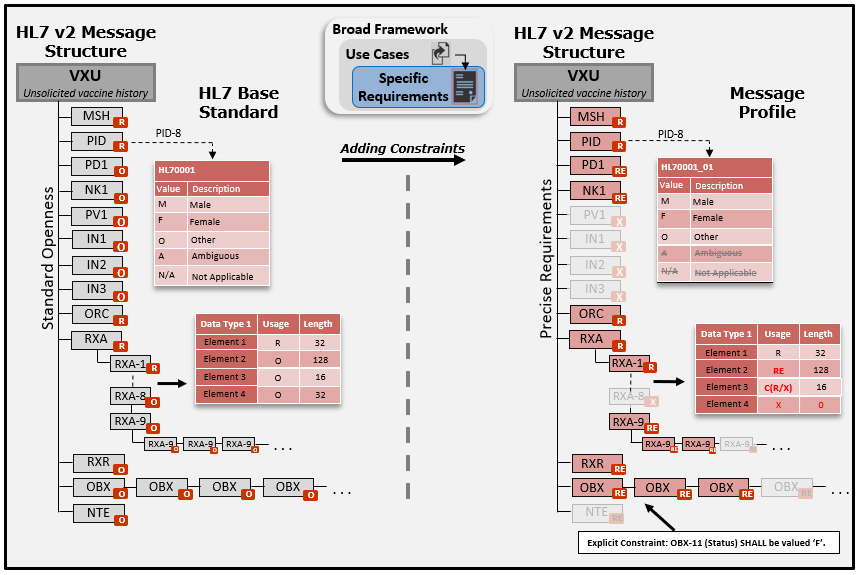 HL7 v2 Message
Structure
VXU
Unsolicited vaccine history
HL7 Base
Standard
Standard Openness
MSH
R
PID
R
PID-8
PD1
O
NK1
O
PV1
O
IN1
O
IN2
O
IN3
O
ORC
R
RXA
R
RXA-1
R
RXA-8
O
RXA-9
O
RXA-9
O
RXA-9
O
RXA-9
O
. . .
RXR
O
OBX
O
OBX
O
OBX
O
OBX
O
. . .
NTE
O
HL70001
Value Description
M Male
F Female
O Other
A Ambiguous
N/A Not Applicable
Data Type 1 Usage Length
Element 1 R 32
Element 2 O 128
Element 3 O 16
Element 4 O 32
Broad Framework
Use Cases
Specific
Requirements
Adding Constraints
HL7 v2 Message
Structure
VXU
Unsolicited vaccine history
Message
Profile
Precise Requirements
MSH
R
PID
R
PID-8
PD1
RE
NK1
RE
PV1
X
IN1
X
IN2
X
IN3
X
ORC
R
RXA
R
RXA-1
R
RXA-8
X
RXA-9
RE
RXA-9
RE
RXA-9
RE
RXA-9
RE
. . .
RXR
RE
OBX
RE
OBX
RE
OBX
RE
OBX
RE
. . .
NTE
RE
HL70001_01
Value Description
M Male
F Female
O Other
A Ambiguous
N/A Not Applicable
Data Type 1 Usage Length
Element 1 R 32
Element 2 RE 128
Element 3 C(R/X) 16
Element 4 X 0
Explicit Constraint: OBX-11 (Status) SHALL be valued ‘F’.